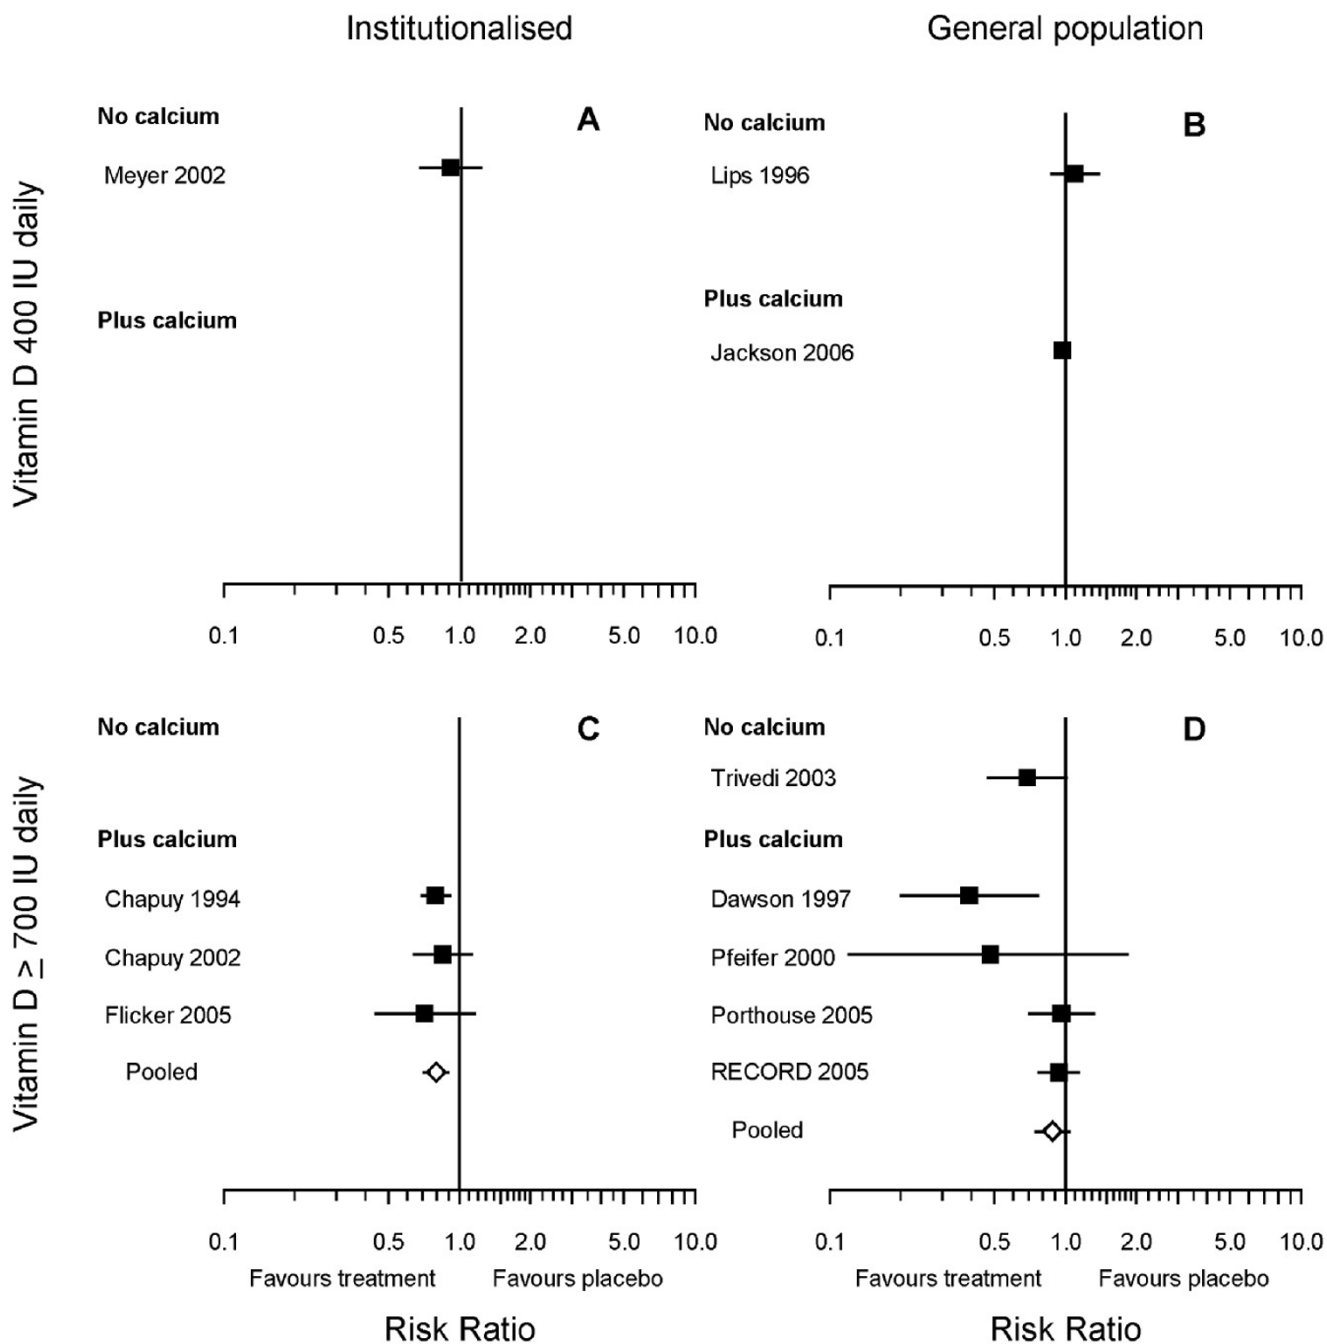 Institutionalised
General population
Vitamin D 400 IU daily
No calcium
A
Meyer 2002
Plus calcium
0.1 0.5 1.0 2.0 5.0 10.0
No calcium
B
Lips 1996
Plus calcium
Jackson 2006
0.1 0.5 1.0 2.0 5.0 10.0
Vitamin D ≥ 700 IU daily
No calcium
C
Plus calcium
Chapuy 1994
Chapuy 2002
Flicker 2005
Pooled
0.1 0.5 1.0 2.0 5.0 10.0
Favours treatment Favours placebo
Risk Ratio
No calcium
D
Trivedi 2003
Plus calcium
Dawson 1997
Pfeifer 2000
Porthouse 2005
RECORD 2005
Pooled
0.1 0.5 1.0 2.0 5.0 10.0
Favours treatment Favours placebo
Risk Ratio